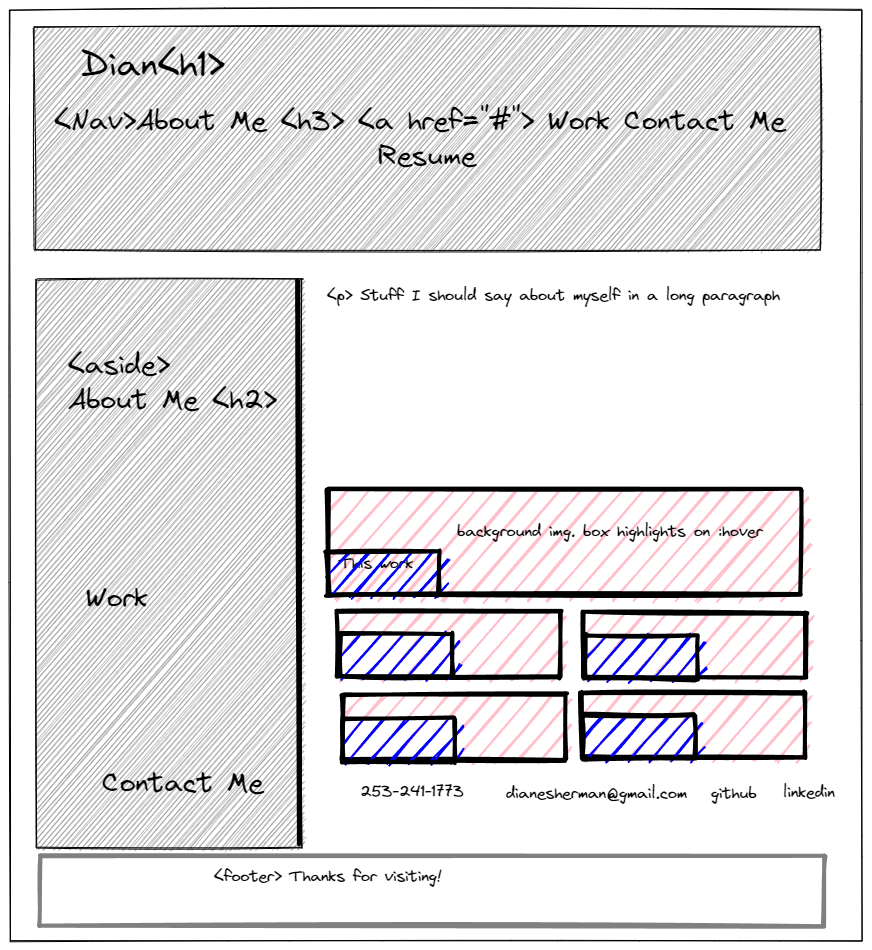 Dian<h1>
<Nav>About Me <h3> <a href="#"> Work Contact Me
Resume
<p> Stuff I should say about myself in a long paragraph
<aside>
About Me <h2>
background img. box highlights on :hover
This work
Work
Contact Me
253-241-1773 dianesherman@gmail.com github linkedin
<footer> Thanks for visiting!